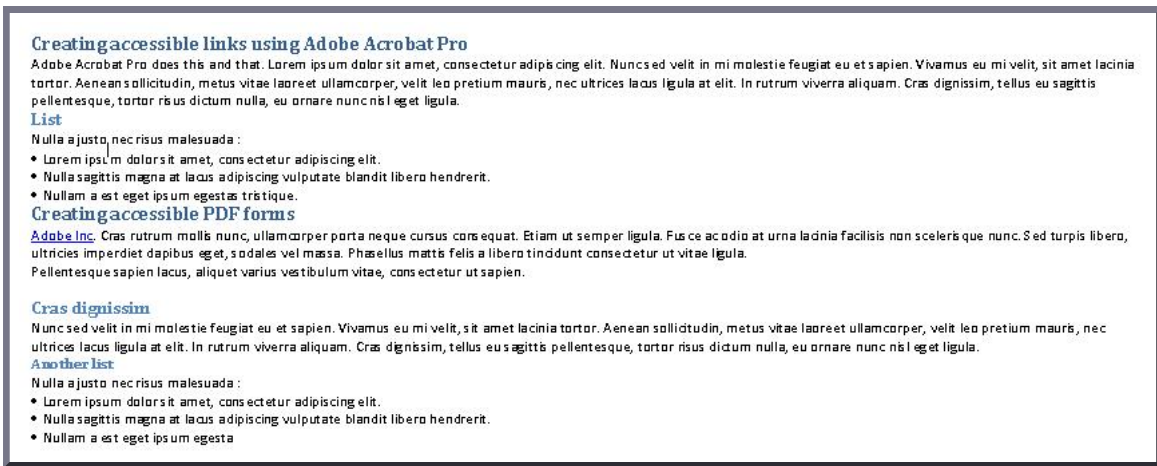 Creating accessible links using Adobe Acrobat Pro
Adobe Acrobat Pro does this and that. Lorem ipsum dolor sit amet, consectetur adipiscing elit. Nunc sed velit in mi molestie feugiat eu et sapien. Vivamus eu mi velit, sit amet lacinia
tortor. Aenean sollicitudin, metus vitae laoreet ullamcorper, velit leo pretium mauris, nec ultrices lacus ligula at elit. In rutrum viverra aliquam. Cras dignissim, tellus eu sagittis
pellentesque, tortor risus dictum nulla, eu ornare nunc nisl eget ligula.
List
Nulla a justo nec risus malesuada :
• Lorem ipsum dolor sit amet, consectetur adipiscing elit.
• Nulla sagittis magna at lacus adipiscing vulputate blandit libero hendrerit.
• Nullam a est eget ipsum egestas tristique.
Creating accessible PDF forms
Adobe Inc. Cras rutrum mollis nunc, ullamcorper porta neque cursus consequat. Etiam ut semper ligula. Fusce ac odio at urna lacinia facilisis non scelerisque nunc. Sed turpis libero,
ultricies imperdiet dapibus eget, sodales vel massa. Phasellus mattis felis a libero tincidunt consectetur ut vitae ligula.
Pellentesque sapien lacus, aliquet varius vestibulum vitae, consectetur ut sapien.
Cras dignissim
Nunc sed velit in mi molestie feugiat eu et sapien. Vivamus eu mi velit, sit amet lacinia tortor. Aenean sollicitudin, metus vitae laoreet ullamcorper, velit leo pretium mauris, nec
ultrices lacus ligula at elit. In rutrum viverra aliquam. Cras dignissim, tellus eu sagittis pellentesque, tortor risus dictum nulla, eu ornare nunc nisl eget ligula.
Another list
Nulla a justo nec risus malesuada :
• Lorem ipsum dolor sit amet, consectetur adipiscing elit.
• Nulla sagittis magna at lacus adipiscing vulputate blandit libero hendrerit.
• Nullam a est eget ipsum egesta